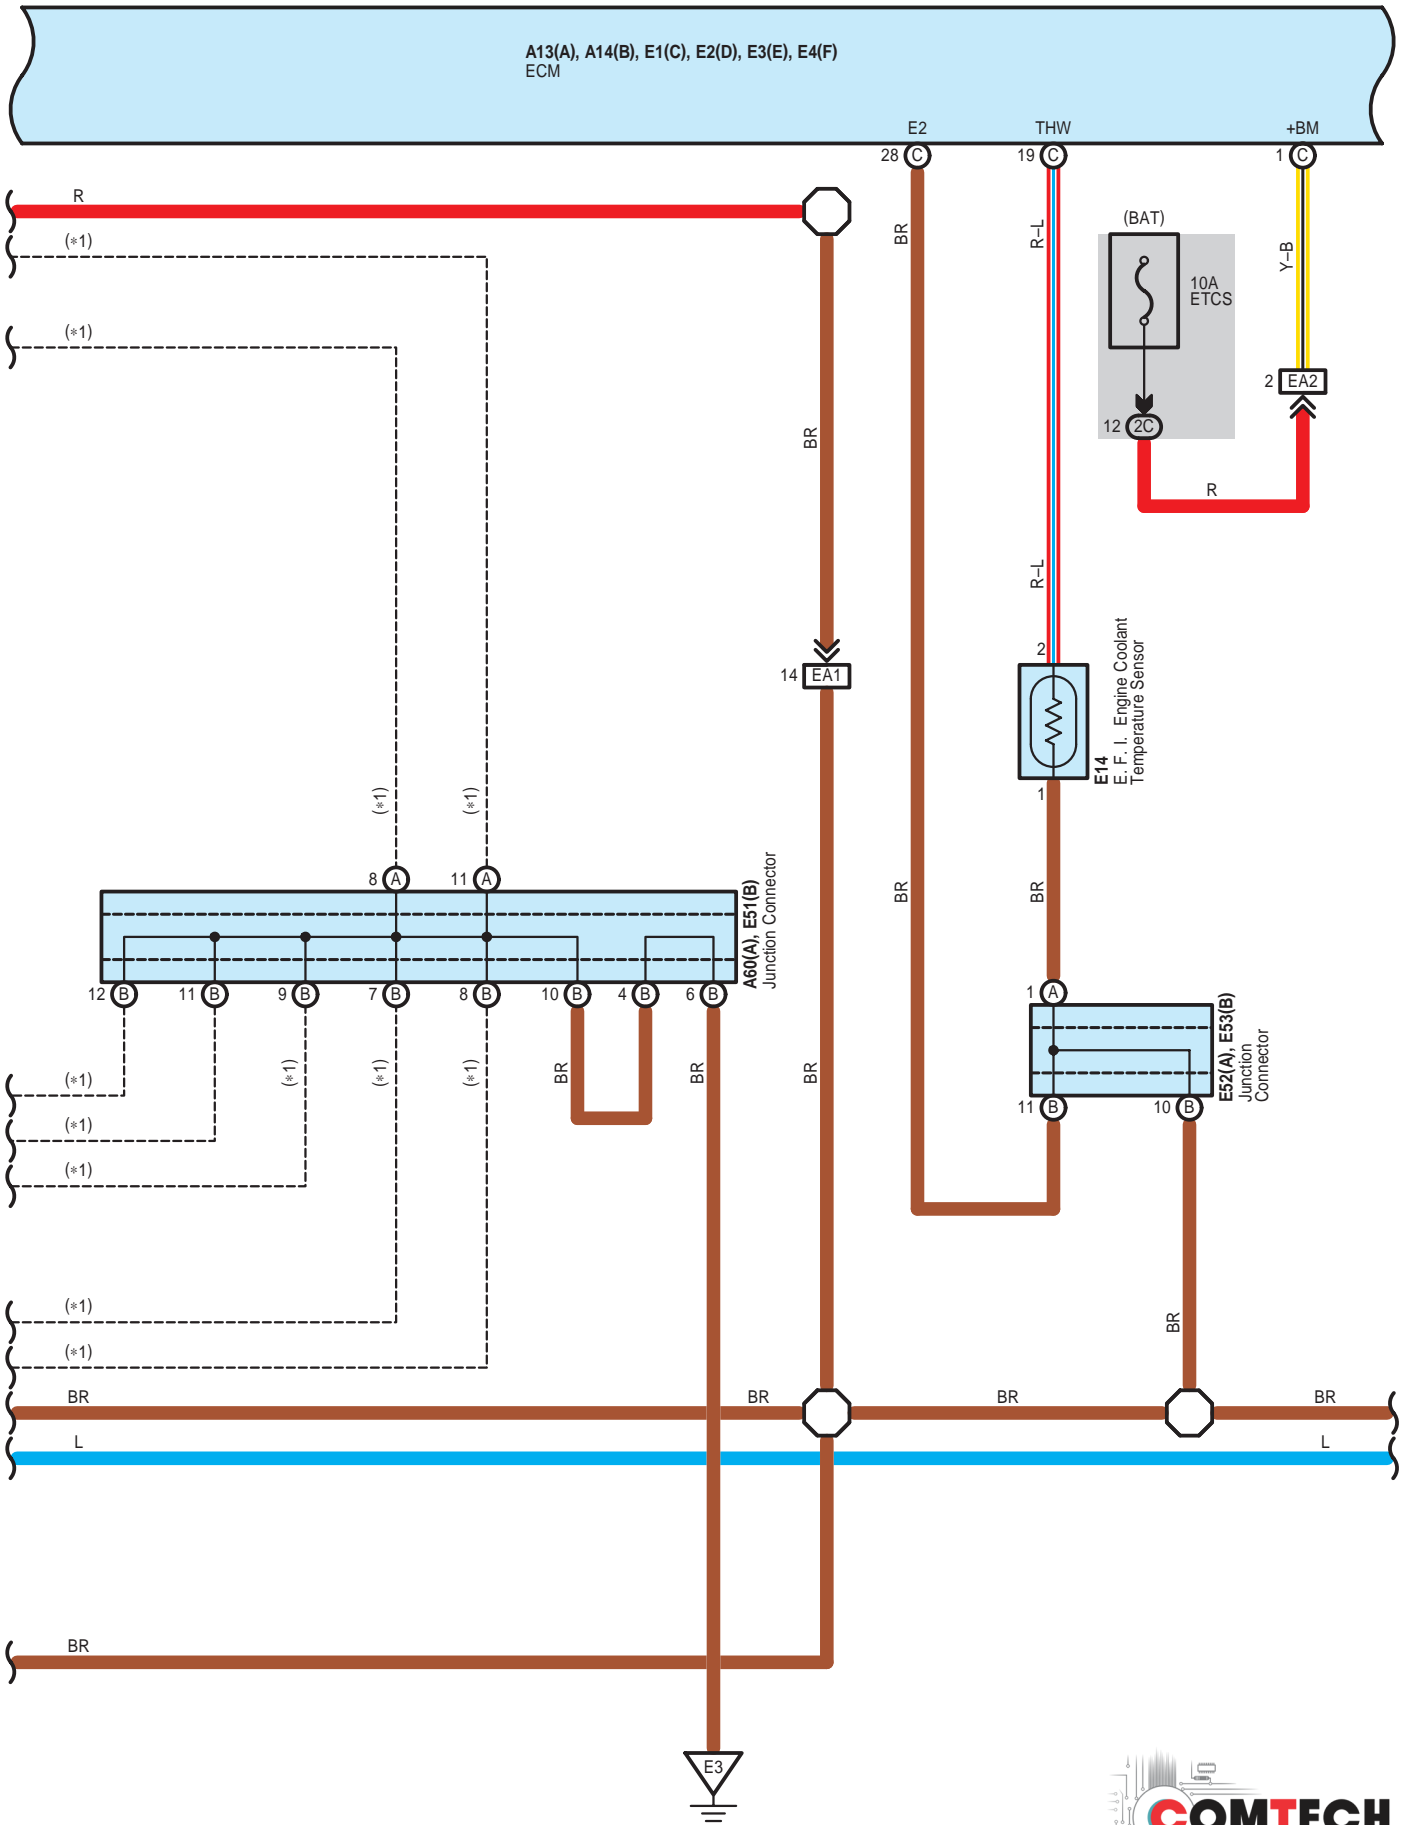 A13(A), A14(B), E1(C), E2(D), E3(E), E4(F)
ECM
E2
THW
+BM
28 C
19 C
1 C
R
(∗1)
(∗1)
BR
R–L
(BAT)
10A
ETCS
Y–B
2 EA2
12 2C
R
BR
R–L
2
14 EA1
E14
E. F. I. Engine Coolant
Temperature Sensor
1
(∗1)
(∗1)
8 A
11 A
BR
BR
A60(A), E51(B)
Junction Connector
12 B
11 B
9 B
7 B
8 B
10 B
4 B
6 B
1 A
E52(A), E53(B)
Junction
Connector
11 B
10 B
(∗1)
(∗1)
(∗1)
(∗1)
BR
BR
BR
(∗1)
(∗1)
(∗1)
(∗1)
BR
BR
BR
BR
BR
L
L
BR
E3
COMTECH